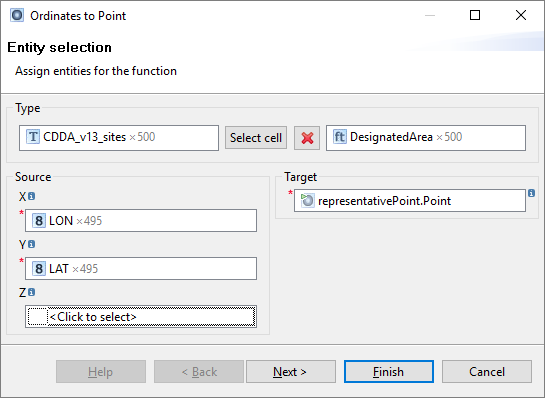 Ordinates to Point
Entity selection
Assign entities for the function
Type
T CDDA_v13_sites ×500
Select cell
ft DesignatedArea ×500
Source
Target
X
* 8 LON ×495
* representativePoint.Point
Y
* 8 LAT ×495
Z
<Click to select>
Help
< Back
Next >
Finish
Cancel